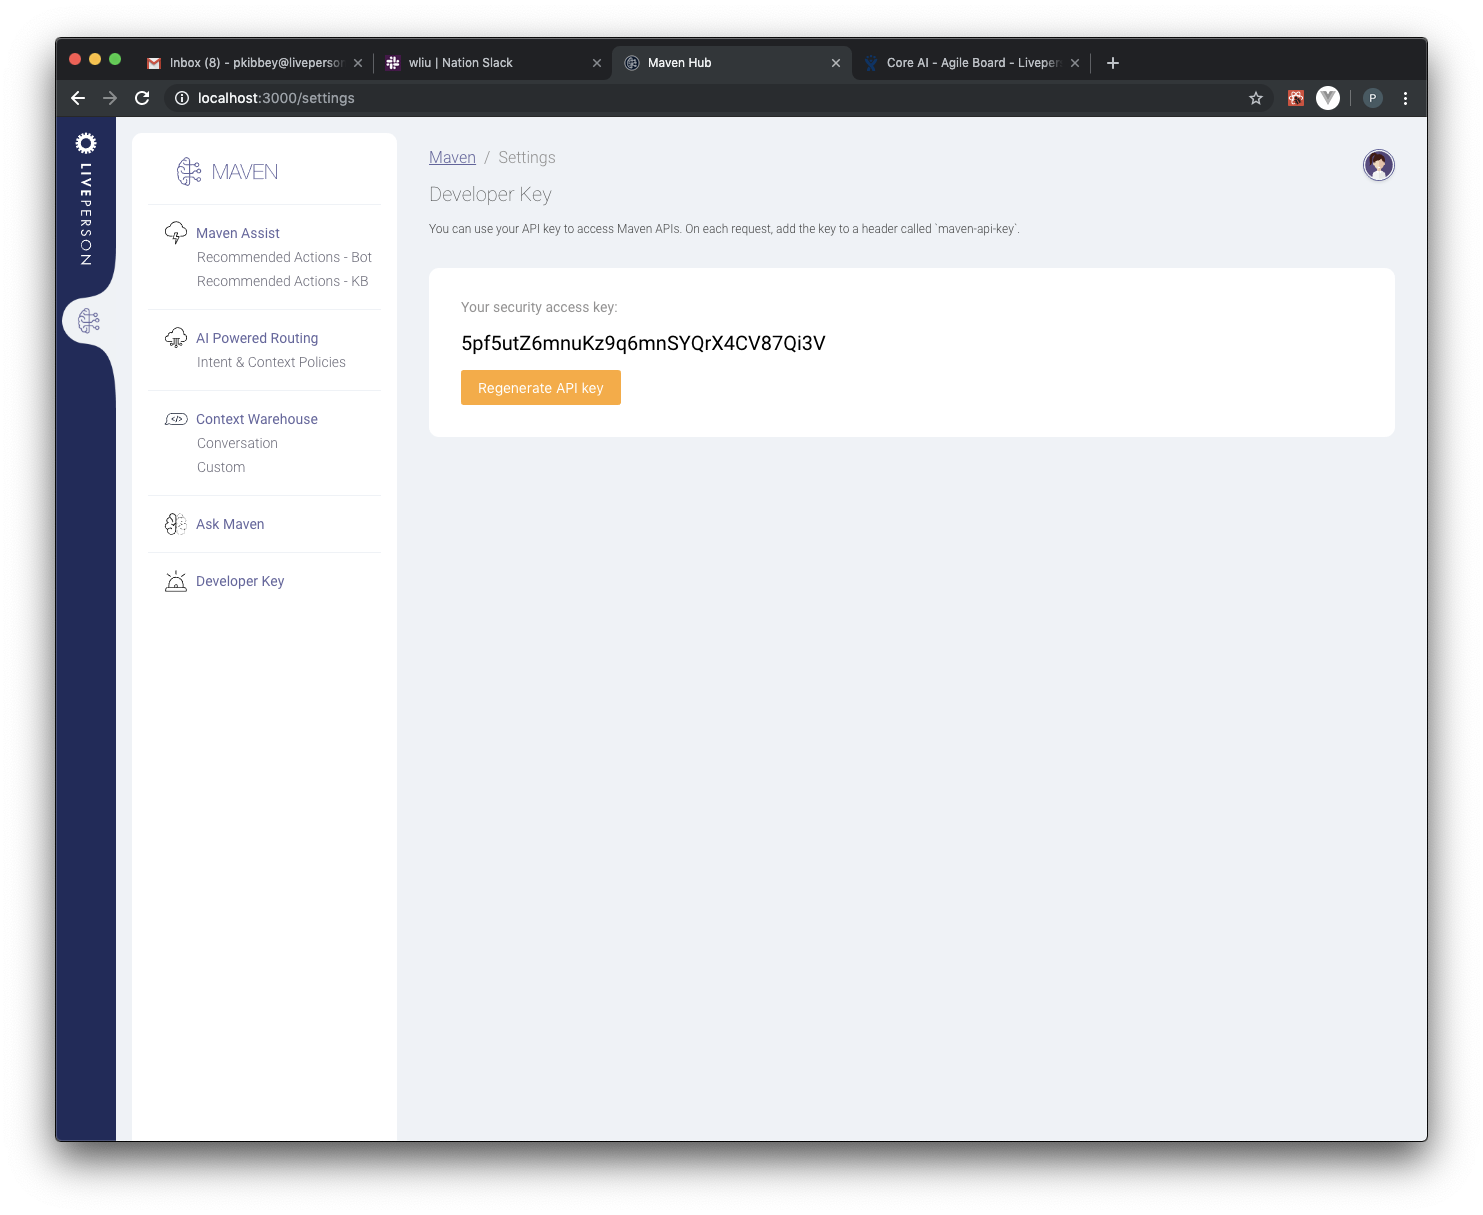 Inbox (8) - pkibbey@liveperson
wliu | Nation Slack
Maven Hub
Core AI - Agile Board - Liveper
localhost:3000/settings
P
LIVEPERSON
MAVEN
Maven Assist
Recommended Actions - Bot
Recommended Actions - KB
AI Powered Routing
Intent & Context Policies
Context Warehouse
Conversation
Custom
Ask Maven
Developer Key
Maven / Settings
Developer Key
You can use your API key to access Maven APIs. On each request, add the key to a header called `maven-api-key`.
Your security access key:
5pf5utZ6mnuKz9q6mnSYQrX4CV87Qi3V
Regenerate API key